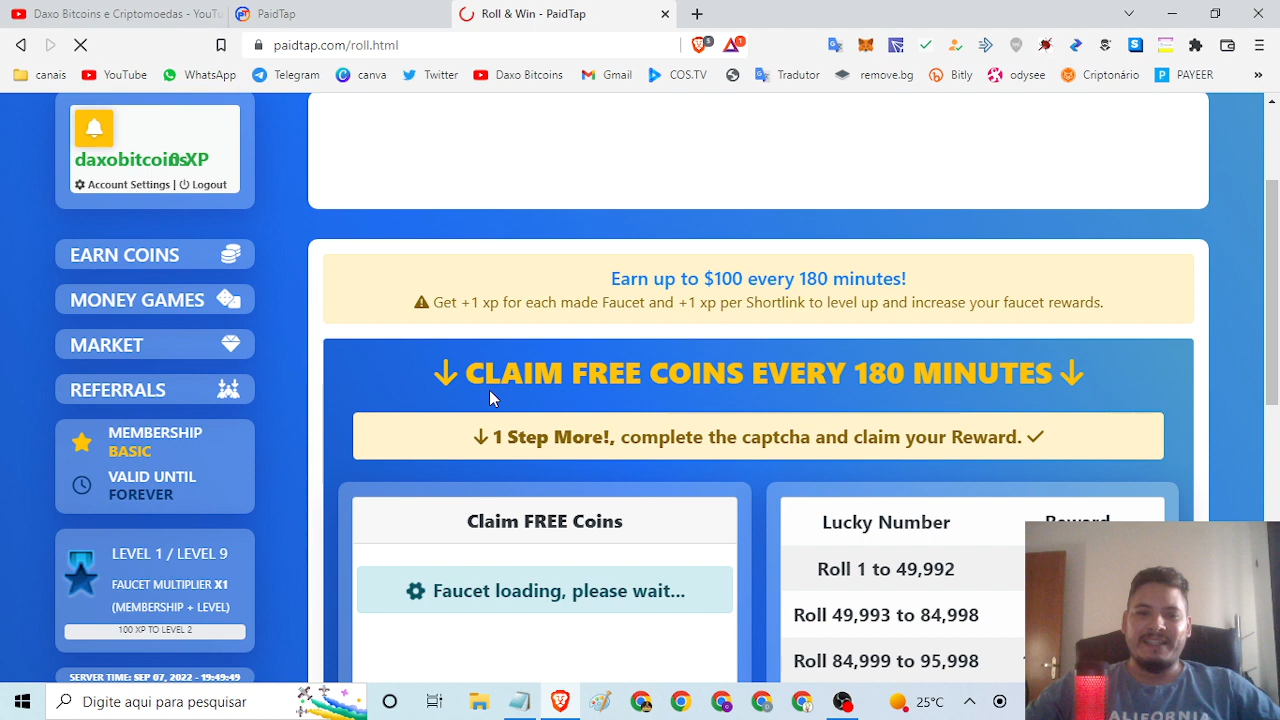 Daxo Bitcoins e Criptomoedas - YouTu
PaidTap
Roll & Win - PaidTap
paidtap.com/roll.html
5
1
canais
YouTube
WhatsApp
Telegram
canva
Twitter
Daxo Bitcoins
Gmail
COS.TV
Tradutor
remove.bg
Bitly
odysee
Criptonário
PAYEER
daxobitcoins
0 XP
Account Settings | Logout
EARN COINS
MONEY GAMES
MARKET
REFERRALS
MEMBERSHIP
BASIC
VALID UNTIL
FOREVER
LEVEL 1 / LEVEL 9
FAUCET MULTIPLIER X1
(MEMBERSHIP + LEVEL)
100 XP TO LEVEL 2
SERVER TIME: SEP 07, 2022 - 19:49:49
Earn up to $100 every 180 minutes!
Get +1 xp for each made Faucet and +1 xp per Shortlink to level up and increase your faucet rewards.
CLAIM FREE COINS EVERY 180 MINUTES
1 Step More!, complete the captcha and claim your Reward.
Claim FREE Coins
Faucet loading, please wait...
Lucky Number
Reward
Roll 1 to 49,992
Roll 49,993 to 84,998
Roll 84,999 to 95,998
Digite aqui para pesquisar
25°C